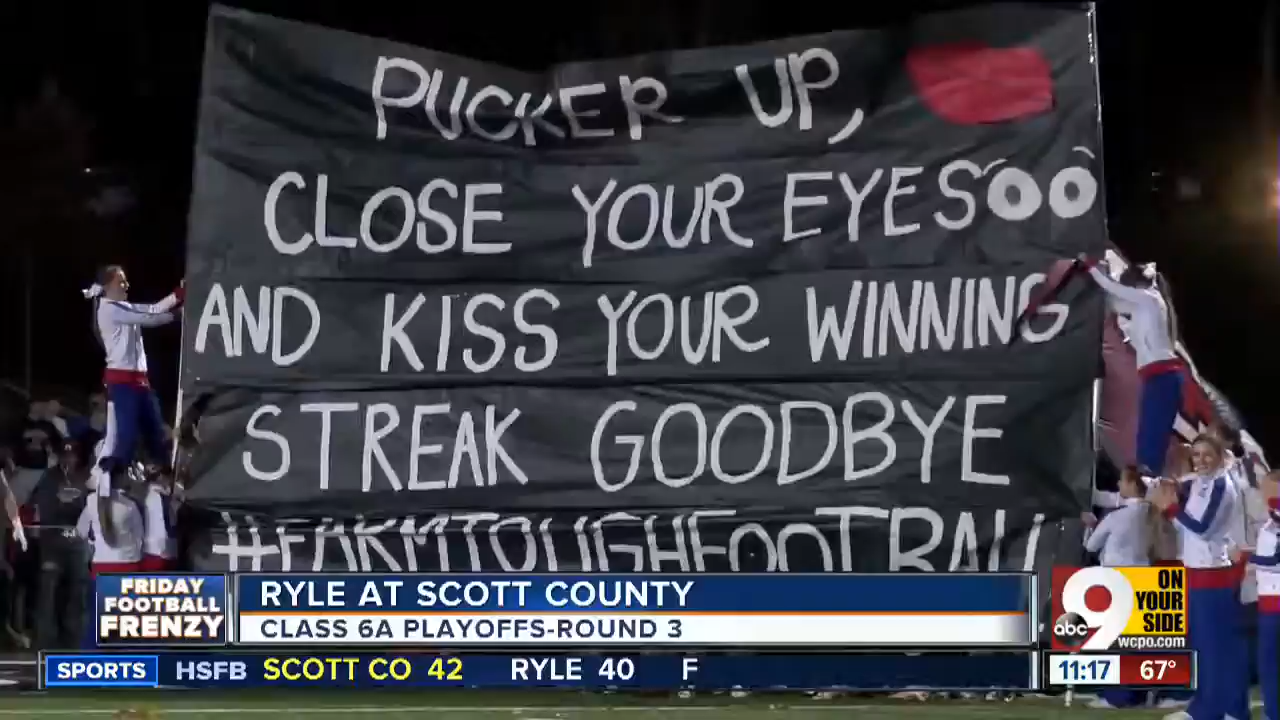 PUCKER UP,
CLOSE YOUR EYES
AND KISS YOUR WINNING
STREAK GOODBYE
#FARMTOUGHFOOTBALL
FRIDAY
FOOTBALL
FRENZY
RYLE AT SCOTT COUNTY
CLASS 6A PLAYOFFS-ROUND 3
abc 9
ON
YOUR
SIDE
wcpo.com
SPORTS HSFB SCOTT CO 42 RYLE 40 F
11:17 67°